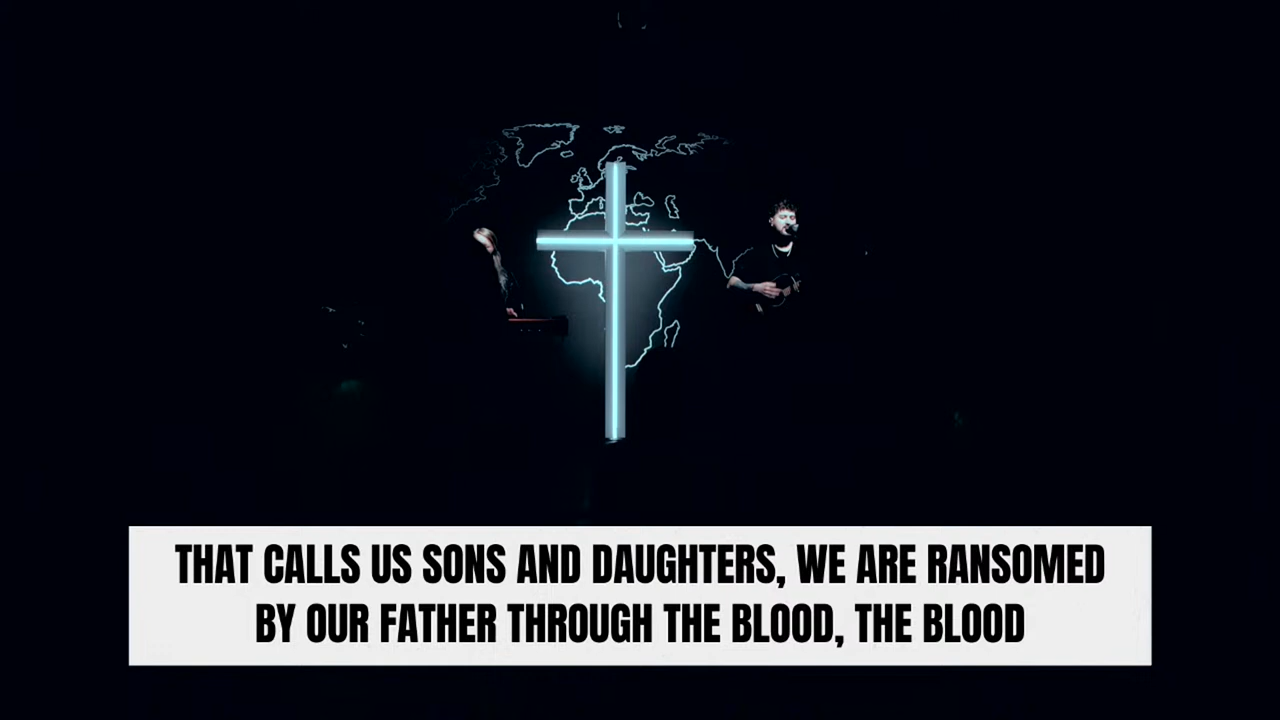 THAT CALLS US SONS AND DAUGHTERS, WE ARE RANSOMED
BY OUR FATHER THROUGH THE BLOOD, THE BLOOD